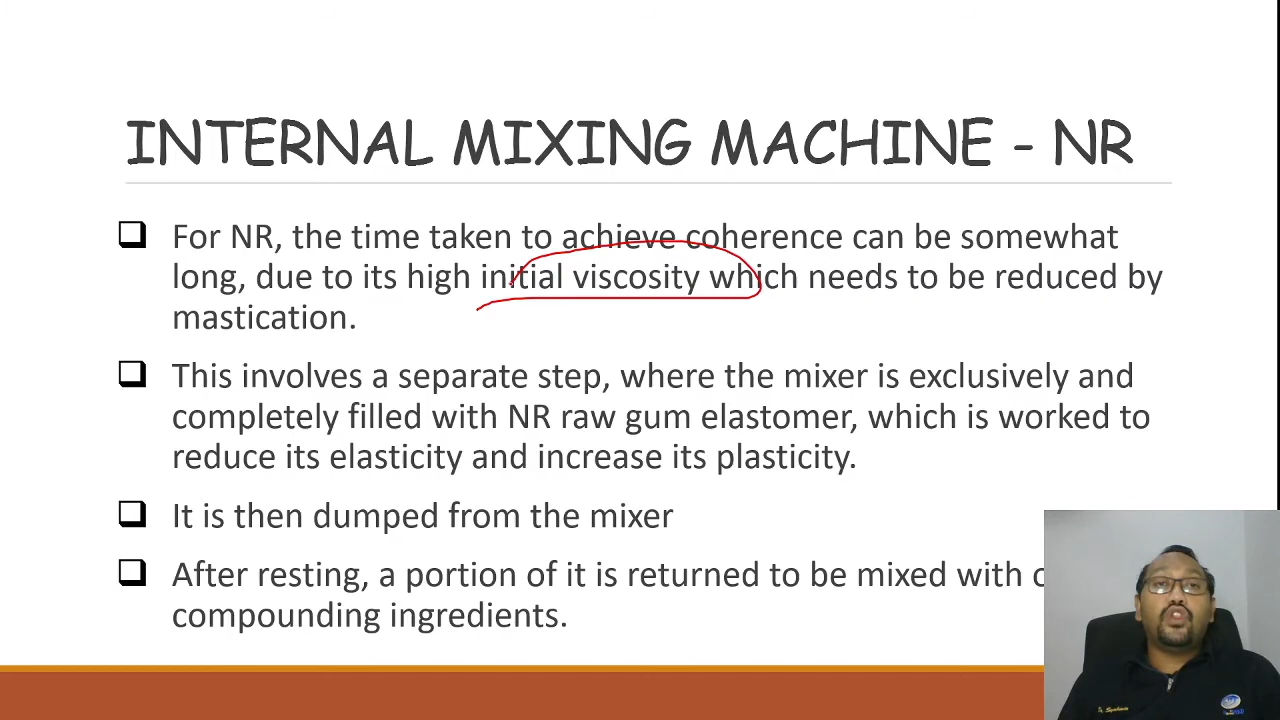 INTERNAL MIXING MACHINE - NR
For NR, the time taken to achieve coherence can be somewhat
long, due to its high initial viscosity which needs to be reduced by
mastication.
This involves a separate step, where the mixer is exclusively and
completely filled with NR raw gum elastomer, which is worked to
reduce its elasticity and increase its plasticity.
It is then dumped from the mixer
After resting, a portion of it is returned to be mixed with
compounding ingredients.